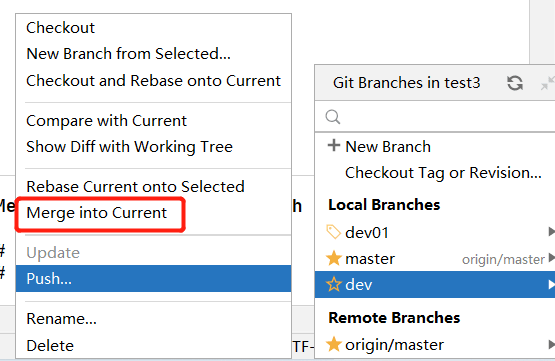 Checkout
New Branch from Selected...
Checkout and Rebase onto Current
Compare with Current
Show Diff with Working Tree
Rebase Current onto Selected
Merge into Current
Update
Push...
Rename...
Delete
Git Branches in test3
New Branch
Checkout Tag or Revision...
Local Branches
dev01
master origin/master
dev
Remote Branches
origin/master